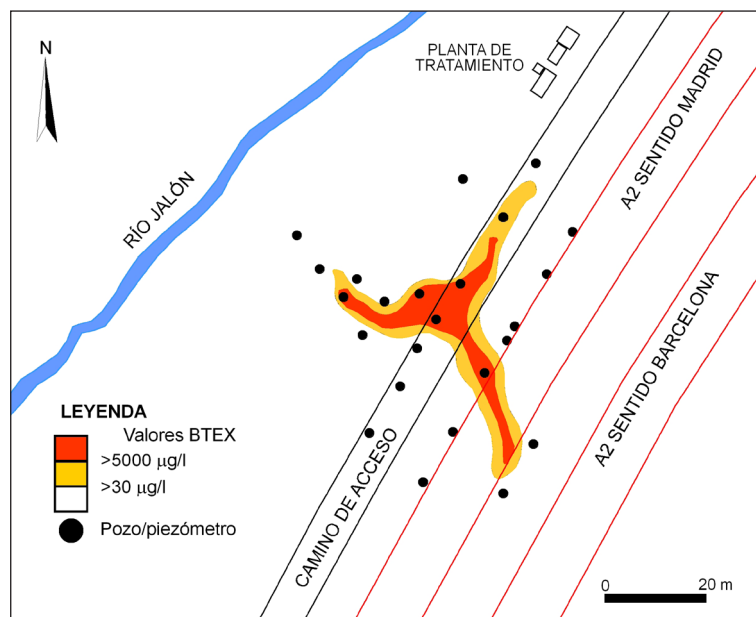 N
PLANTA DE
TRATAMIENTO
RÍO JALÓN
A2 SENTIDO MADRID
A2 SENTIDO BARCELONA
CAMINO DE ACCESO
LEYENDA
Valores BTEX
>5000 µg/l
>30 µg/l
Pozo/piezómetro
0 20 m